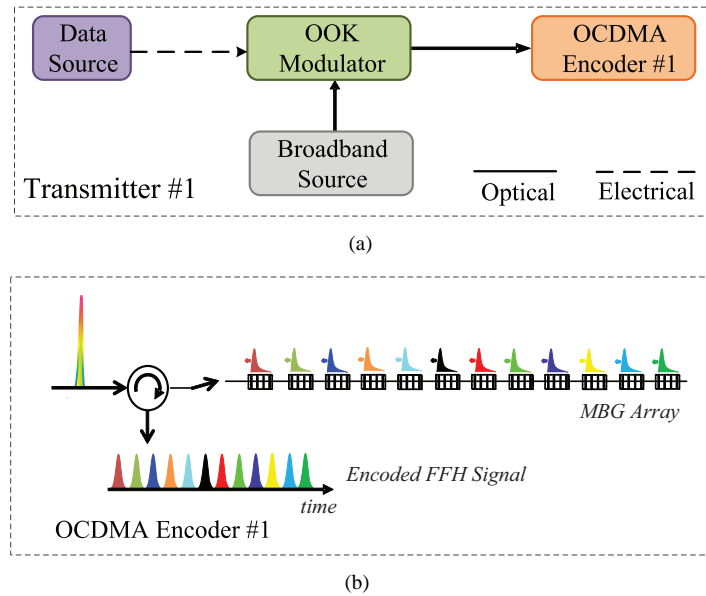 Data
Source
OOK
Modulator
OCDMA
Encoder #1
Broadband
Source
Transmitter #1
Optical
Electrical
(a)
MBG Array
Encoded FFH Signal
time
OCDMA Encoder #1
(b)